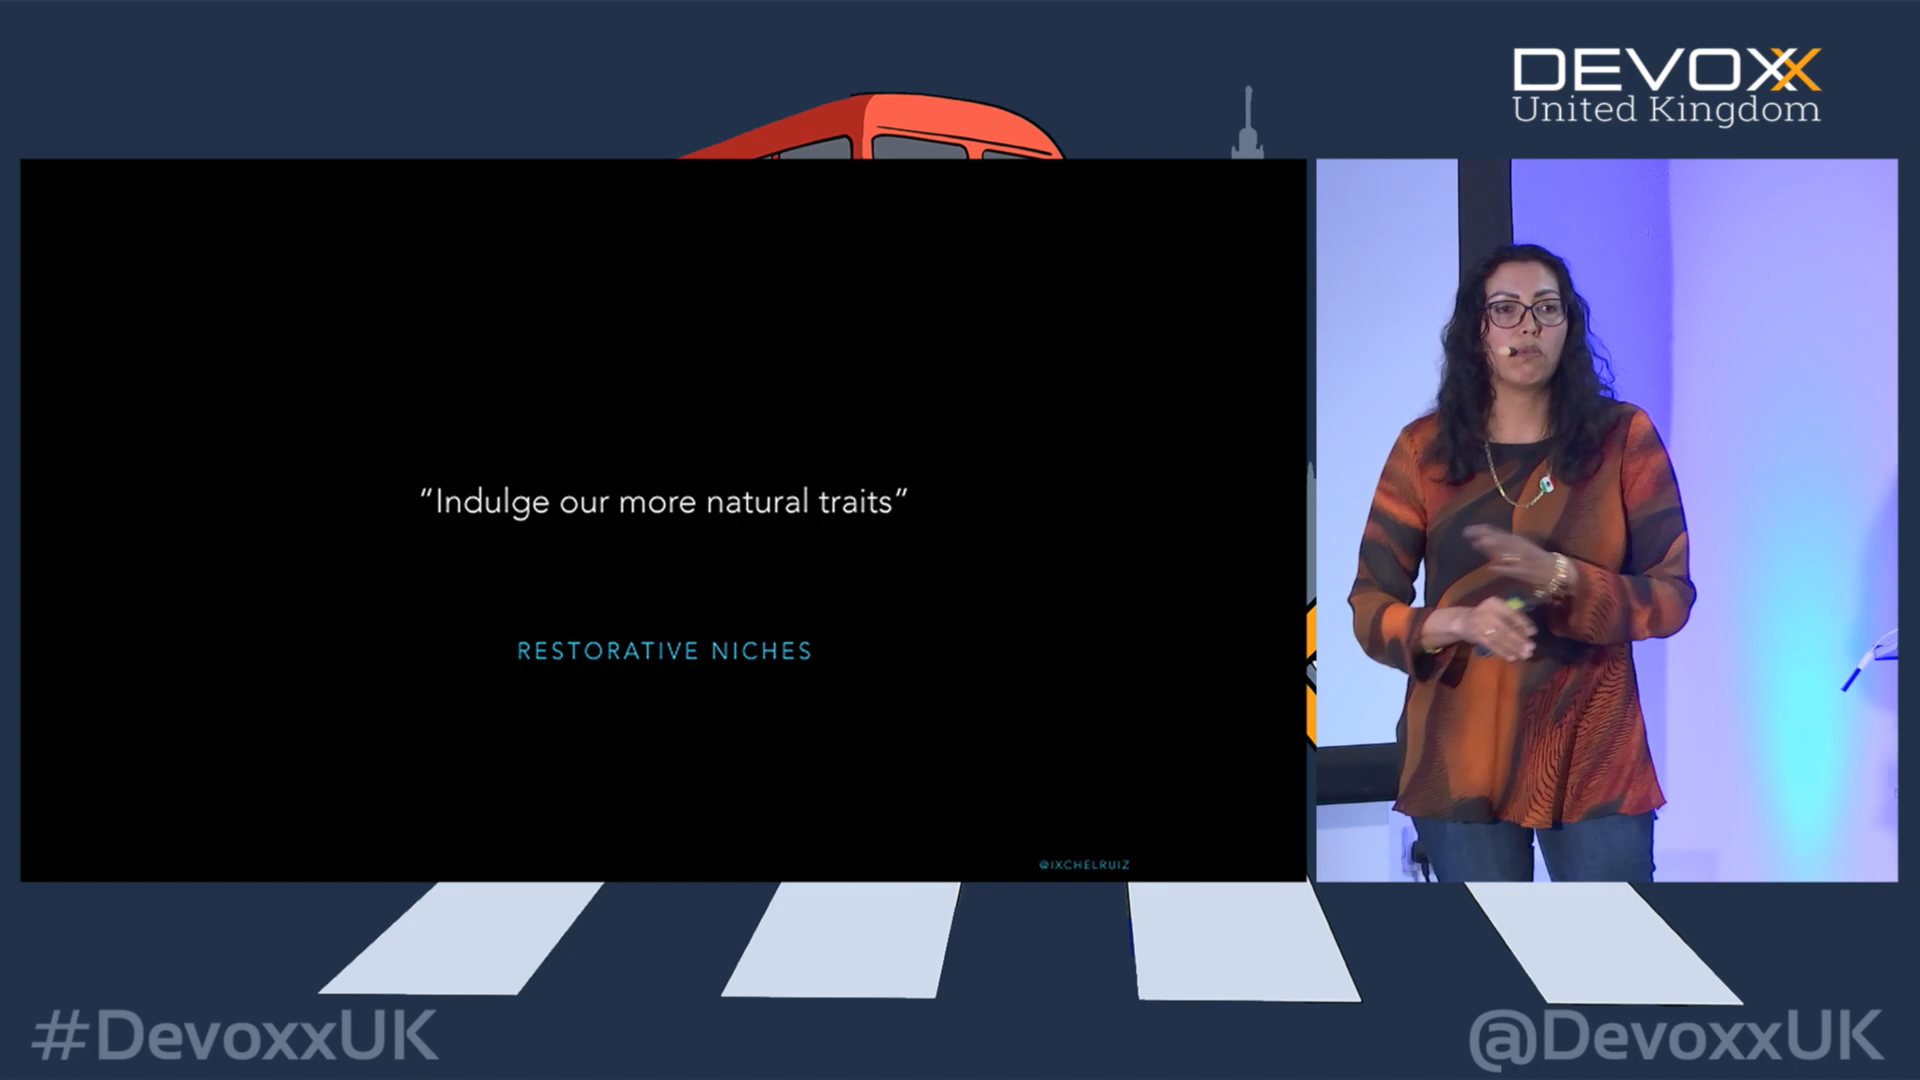 DEVOXX
United Kingdom
“Indulge our more natural traits”
RESTORATIVE NICHES
@IXCHELRUIZ
#DevoxxUK
@DevoxxUK